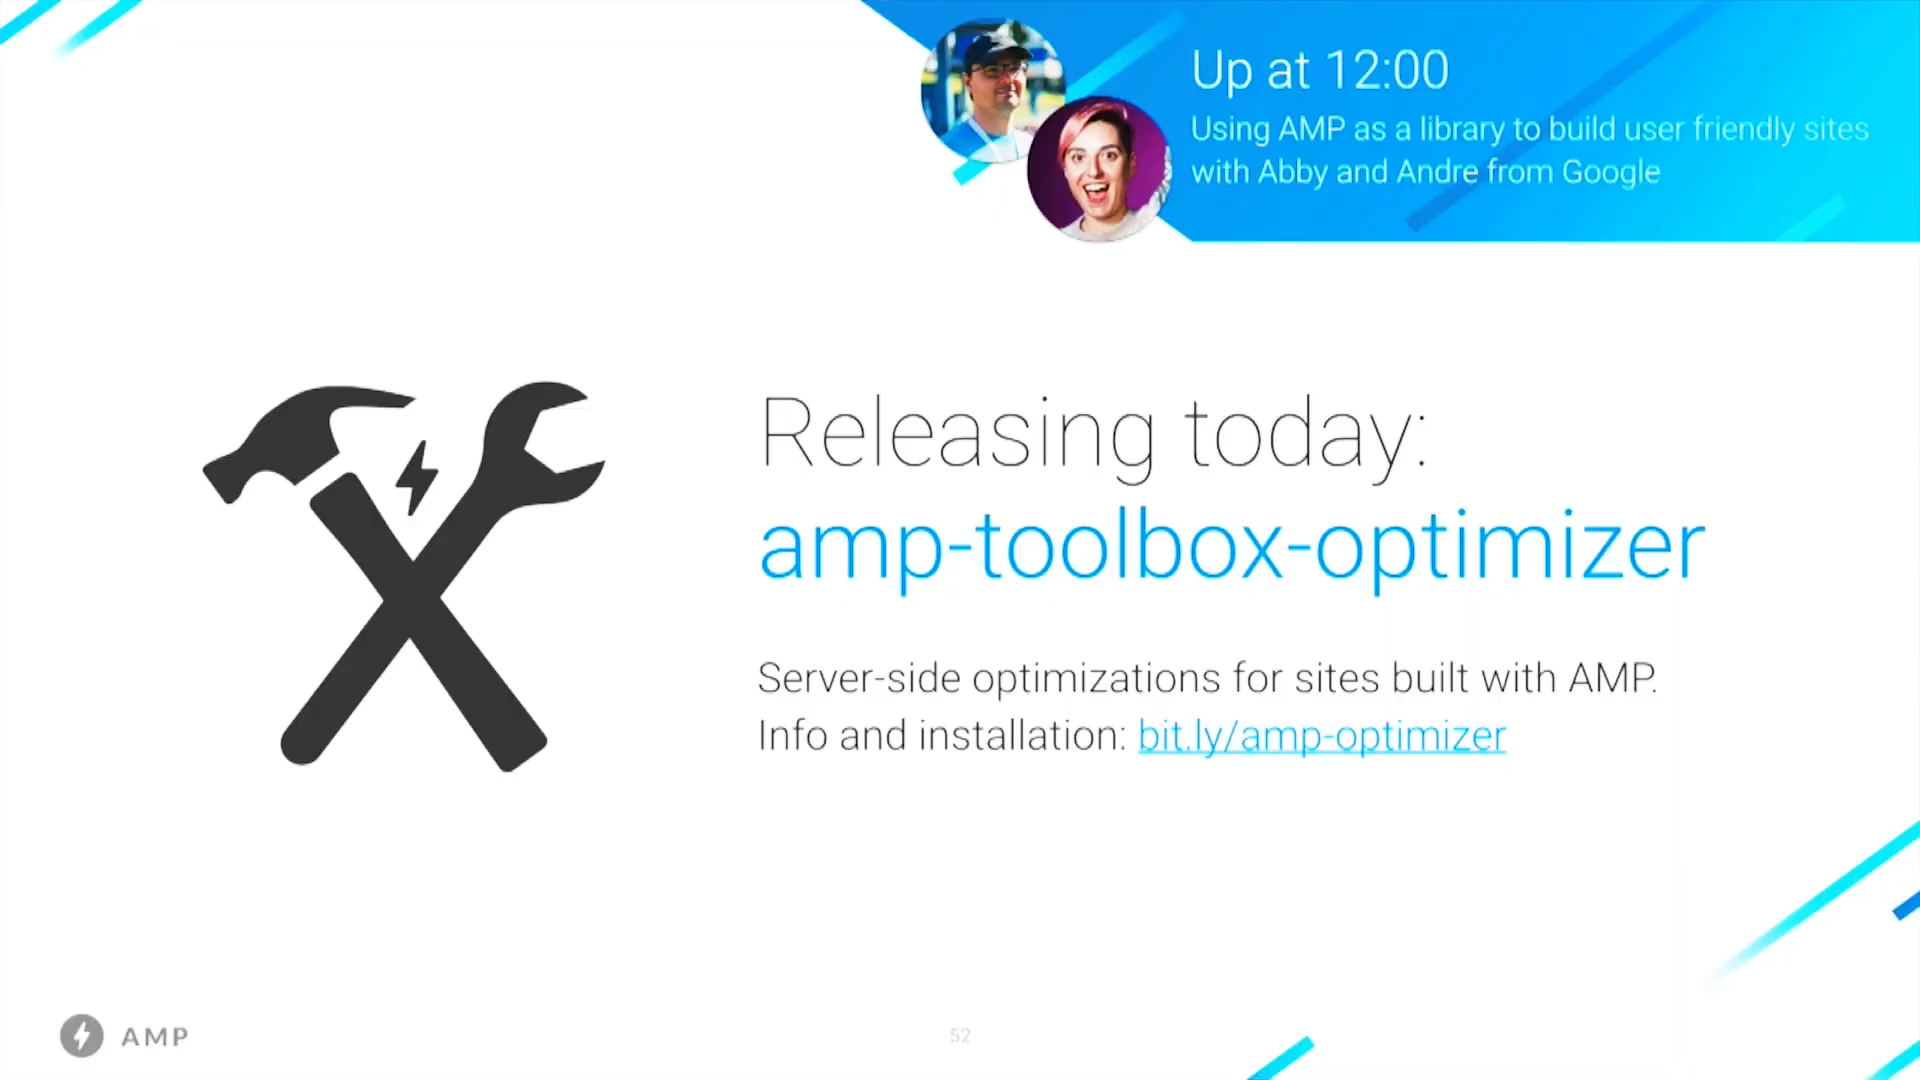 Up at 12:00
Using AMP as a library to build user friendly sites
with Abby and Andre from Google
Releasing today:
amp-toolbox-optimizer
Server-side optimizations for sites built with AMP.
Info and installation: bit.ly/amp-optimizer
AMP
52